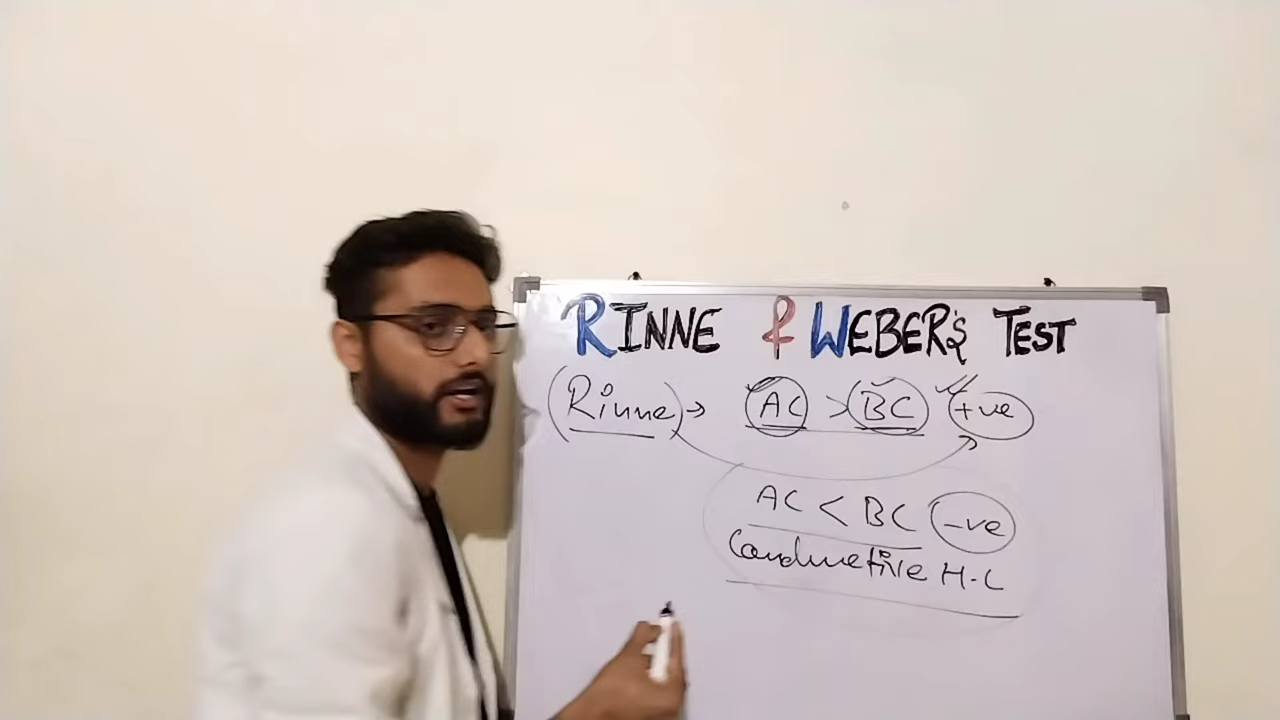 RINNE & WEBER'S TEST
(Rinne) → AC > BC +ve
AC < BC -ve
Conductive H.L